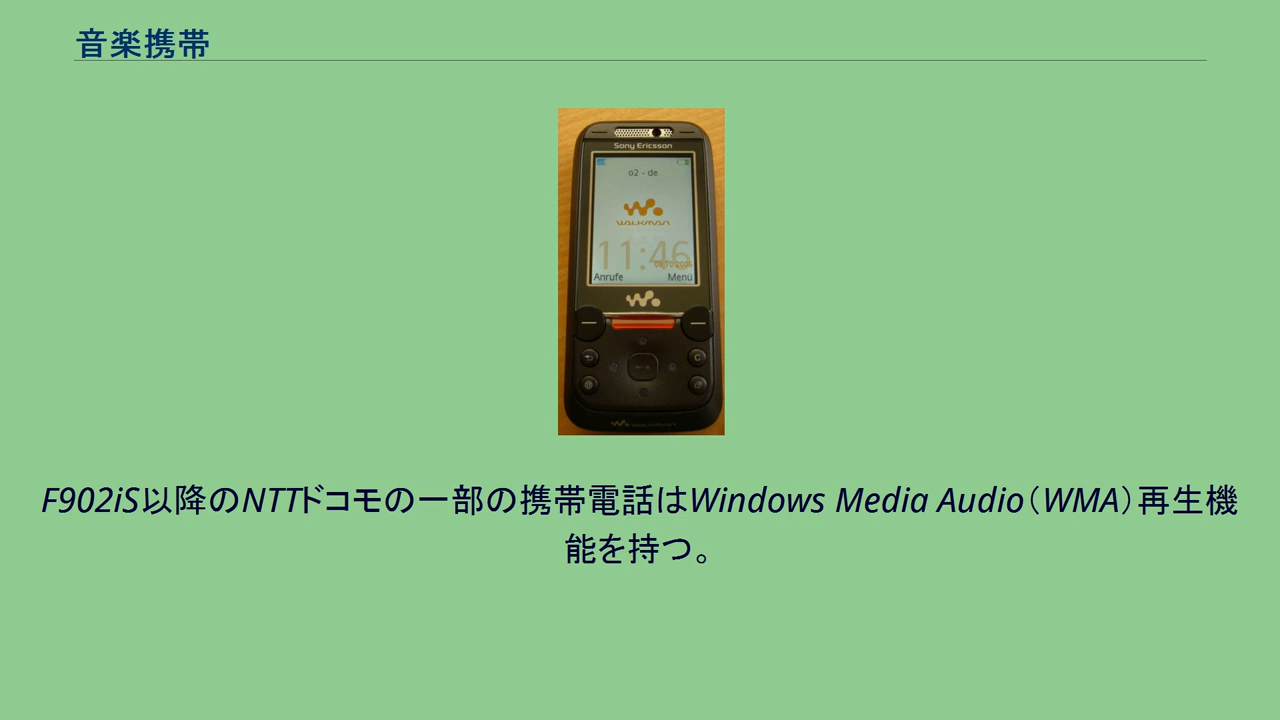 音楽携帯
Sony Ericsson
o2 - de
WALKMAN
11:46
Anrufe Menü
C
WALKMAN
F902iS以降のNTTドコモの一部の携帯電話はWindows Media Audio（WMA）再生機
能を持つ。